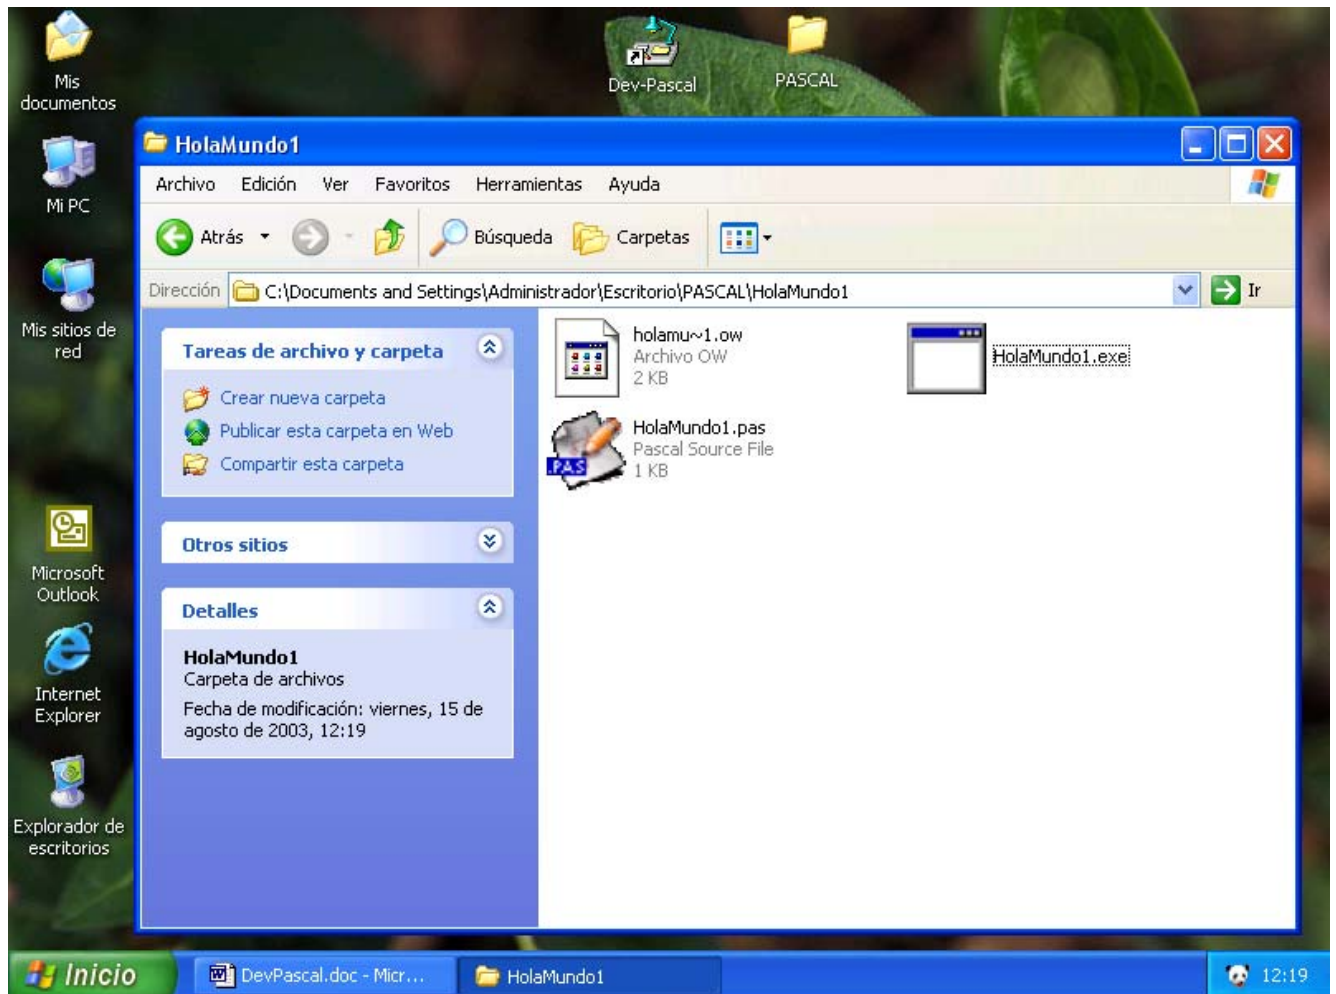 Mis
documentos
Dev-Pascal
PASCAL
HolaMundo1
Archivo Edición Ver Favoritos Herramientas Ayuda
Mi PC
Atrás Búsqueda Carpetas
Dirección C:\Documents and Settings\Administrador\Escritorio\PASCAL\HolaMundo1 Ir
Mis sitios de
red
Tareas de archivo y carpeta
Crear nueva carpeta
Publicar esta carpeta en Web
Compartir esta carpeta
Otros sitios
Detalles
HolaMundo1
Carpeta de archivos
Fecha de modificación: viernes, 15 de
agosto de 2003, 12:19
holamu~1.ow
Archivo OW
2 KB
HolaMundo1.exe
.PAS
HolaMundo1.pas
Pascal Source File
1 KB
Microsoft
Outlook
Internet
Explorer
Explorador de
escritorios
Inicio
DevPascal.doc - Micr...
HolaMundo1
12:19